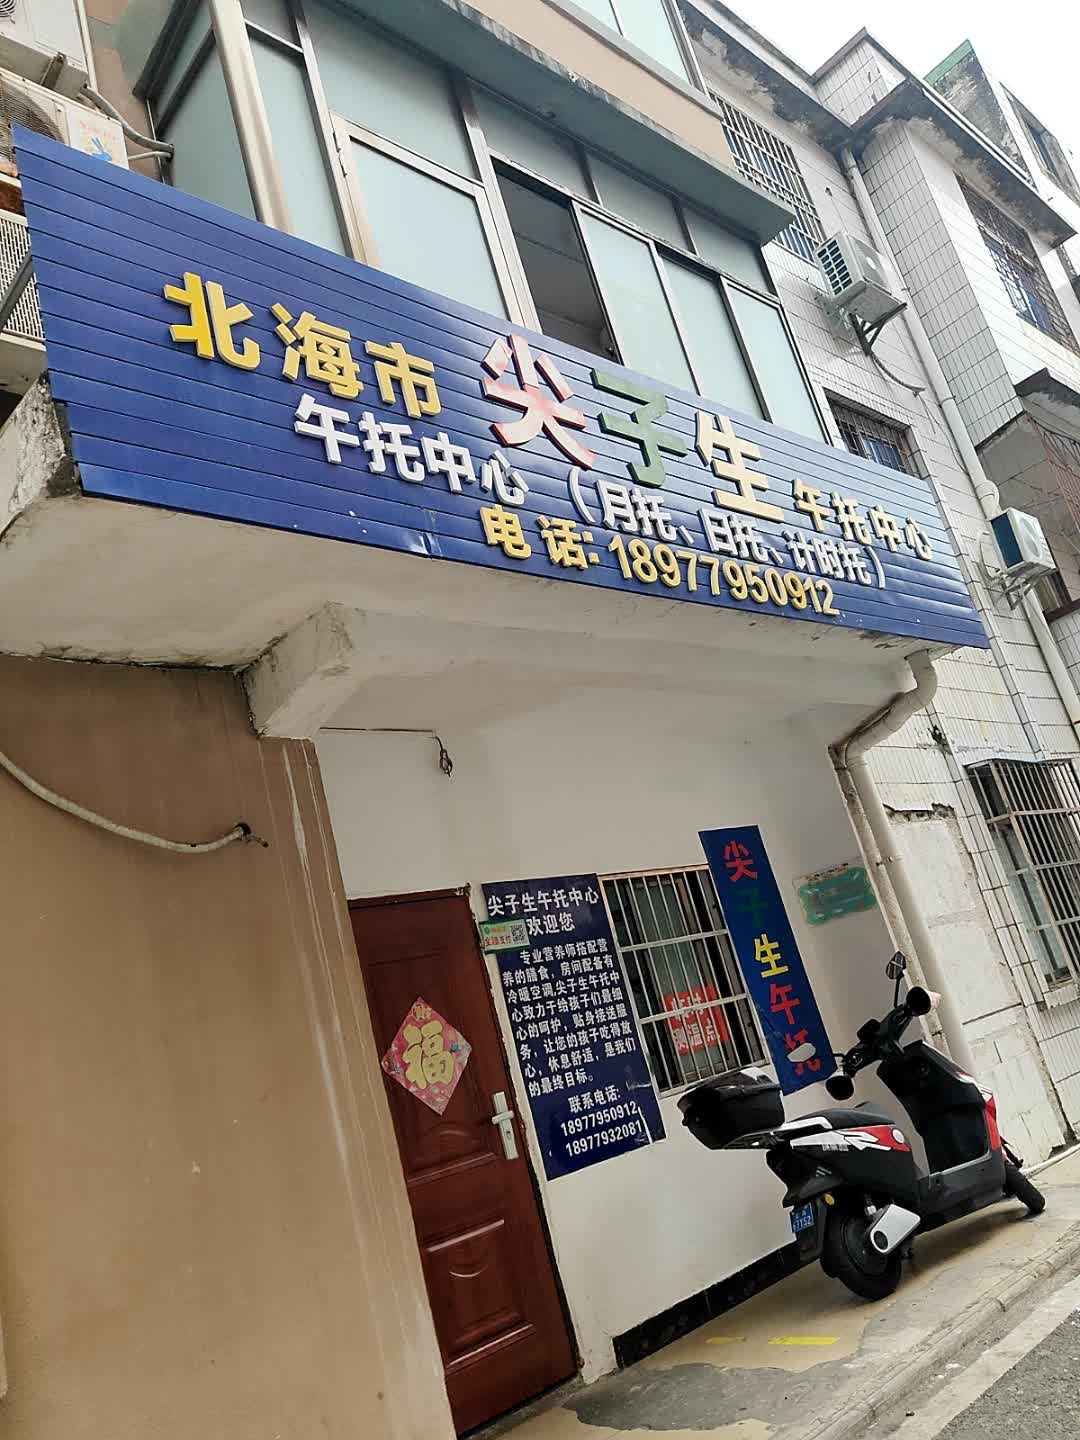 北海市尖子生午托中心
午托中心（月托、日托、计时托）
电话:18977950912
尖子生午托中心
欢迎您
专业营养师搭配营
养的膳食，房间配备有
冷暖空调,尖子生午托中
心致力于给孩子们最细
心的呵护，贴身接送服
务，让您的孩子吃得放
心，休息舒适，是我们
的最终目标。
联系电话:
18977950912
18977932081
尖子生午托
福
测温点